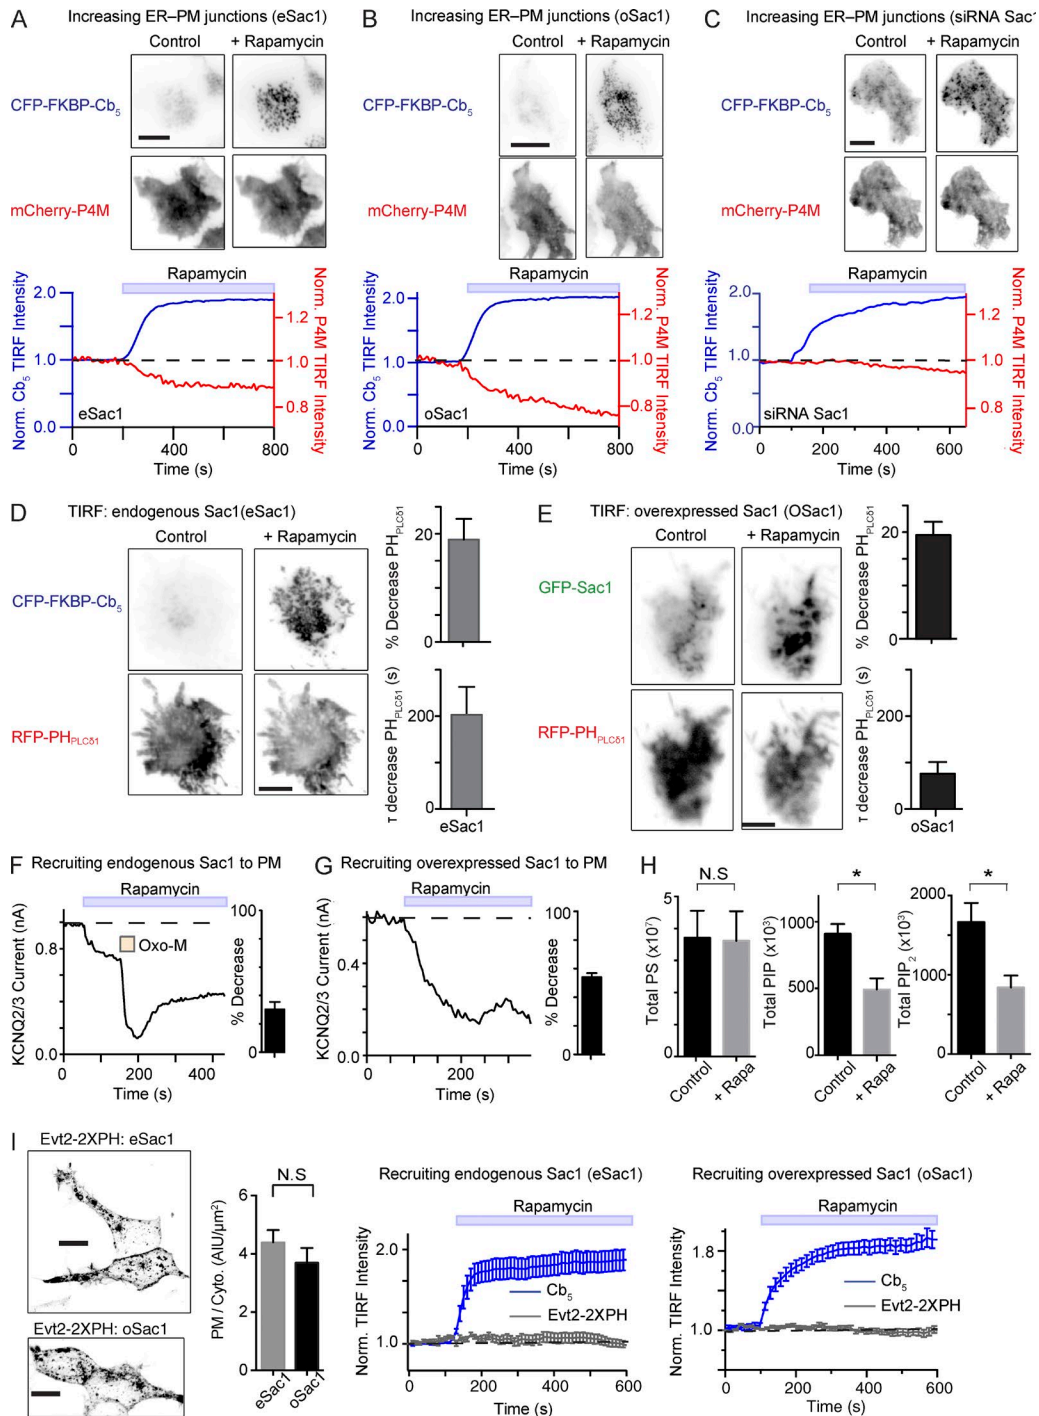 A Increasing ER–PM junctions (eSac1)
Control + Rapamycin
CFP-FKBP-Cb5
mCherry-P4M
Rapamycin
Norm. Cb5 TIRF Intensity
2.0
1.0
0.0
Norm. P4M TIRF Intensity
1.2
1.0
0.8
eSac1
0 400 800
Time (s)
B Increasing ER–PM junctions (oSac1)
Control + Rapamycin
CFP-FKBP-Cb5
mCherry-P4M
Rapamycin
Norm. Cb5 TIRF Intensity
2.0
1.0
0.0
Norm. P4M TIRF Intensity
1.2
1.0
0.8
oSac1
0 400 800
Time (s)
C Increasing ER–PM junctions (siRNA Sac1
Control + Rapamycin
CFP-FKBP-Cb5
mCherry-P4M
Rapamycin
Norm. Cb5 TIRF Intensity
2.0
1.0
0.0
Norm. P4M TIRF Intensity
1.2
1.0
0.8
siRNA Sac1
0 200 400 600
Time (s)
D TIRF: endogenous Sac1(eSac1)
Control + Rapamycin
CFP-FKBP-Cb5
RFP-PHPLCδ1
% Decrease PHPLCδ1
20
0
τ decrease PHPLCδ1 (s)
200
0
eSac1
E TIRF: overexpressed Sac1 (OSac1)
Control + Rapamycin
GFP-Sac1
RFP-PHPLCδ1
% Decrease PHPLCδ1
20
0
τ decrease PHPLCδ1 (s)
200
0
oSac1
F Recruiting endogenous Sac1 to PM
Rapamycin
Oxo-M
KCNQ2/3 Current (nA)
0.8
0.0
0 200 400
Time (s)
% Decrease
100
50
0
G Recruiting overexpressed Sac1 to PM
Rapamycin
KCNQ2/3 Current (nA)
0.4
0.0
0 200
Time (s)
% Decrease
100
50
0
H
N.S
Total PS (x10⁷)
5
0
Control + Rapa
*
Total PIP (x10³)
1000
500
0
Control + Rapa
*
Total PIP2 (x10³)
2000
1000
0
Control + Rapa
I Evt2-2XPH: eSac1
Evt2-2XPH: oSac1
N.S
PM / Cyto. (AIU/µm²)
6
4
2
0
eSac1 oSac1
Recruiting endogenous Sac1 (eSac1)
Rapamycin
Norm. TIRF Intensity
2.0
1.0
Cb5
Evt2-2XPH
0 200 400 600
Time (s)
Recruiting overexpressed Sac1 (oSac1)
Rapamycin
Norm. TIRF Intensity
1.8
1.0
Cb5
Evt2-2XPH
0 200 400 600
Time (s)